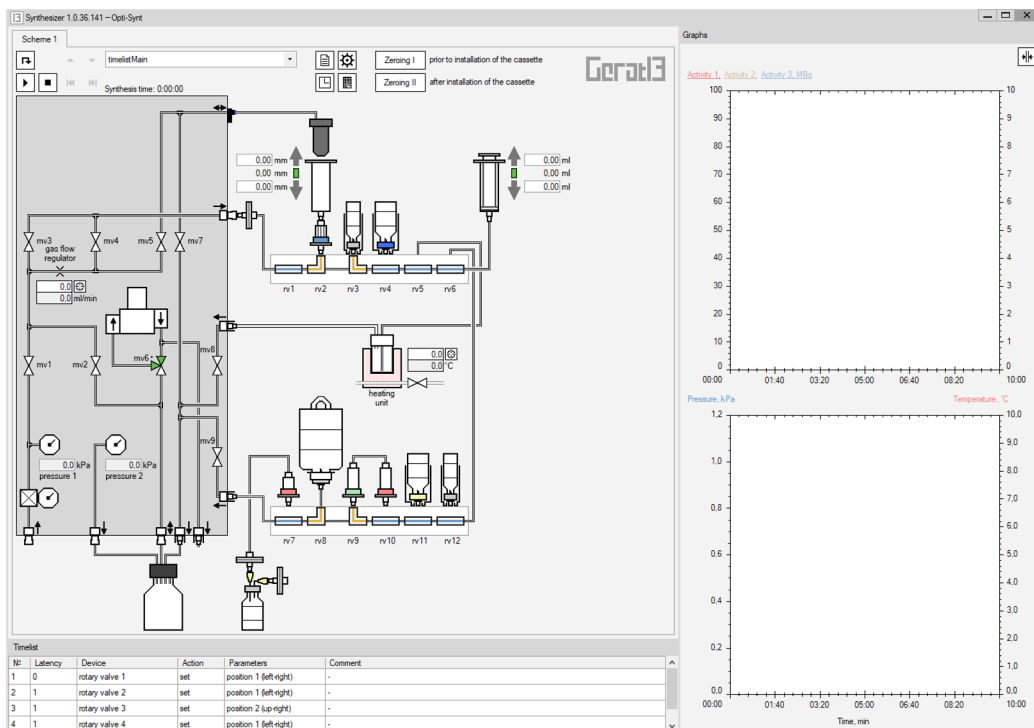 Synthesizer 1.0.36.141 – Opti-Synt
Scheme 1
timelistMain
Synthesis time: 0:00:00
Zeroing I prior to installation of the cassette
Zeroing II after installation of the cassette
0,00 mm
0,00 mm
0,00 mm
0,00 ml
0,00 ml
0,00 ml
mv3 mv4 mv5 mv7
gas flow
regulator
0,0
0,0 ml/min
rv1 rv2 rv3 rv4 rv5 rv6
mv1 mv2 mv6 mv8
0,0
0,0 °C
heating
unit
mv9
0,0 kPa
pressure 1
0,0 kPa
pressure 2
rv7 rv8 rv9 rv10 rv11 rv12
Timelist
№ Latency Device Action Parameters Comment
1 0 rotary valve 1 set position 1 (left-right) -
2 1 rotary valve 2 set position 1 (left-right) -
3 1 rotary valve 3 set position 2 (up-right) -
4 1 rotary valve 4 set position 1 (left-right) -
Graphs
Activity 1, Activity 2, Activity 3, MBq
100 10
90 9
80 8
70 7
60 6
50 5
40 4
30 3
20 2
10 1
0 0
00:00 01:40 03:20 05:00 06:40 08:20 10:00
Pressure, kPa Temperature, °C
1,2 10,0
9,0
1,0 8,0
0,8 7,0
6,0
0,6 5,0
4,0
0,4 3,0
0,2 2,0
1,0
0,0 0,0
00:00 01:40 03:20 05:00 06:40 08:20 10:00
Time, min